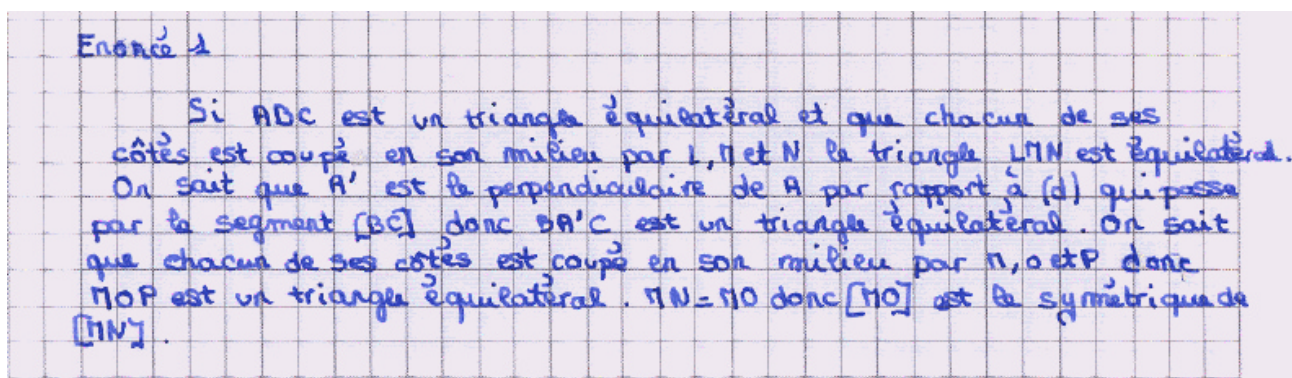 Enoncé 1
Si ABC est un triangle équilatéral et que chacun de ses
côtés est coupé en son milieu par L, M et N le triangle LMN est équilatéral.
On sait que A' est le perpendiculaire de A par rapport à (d) qui passe
par le segment [BC] donc BA'C est un triangle équilatéral. On sait
que chacun de ses côtés est coupé en son milieu par M, O et P donc
MOP est un triangle équilatéral. MN=MO donc [MO] est le symétrique de
[MN].